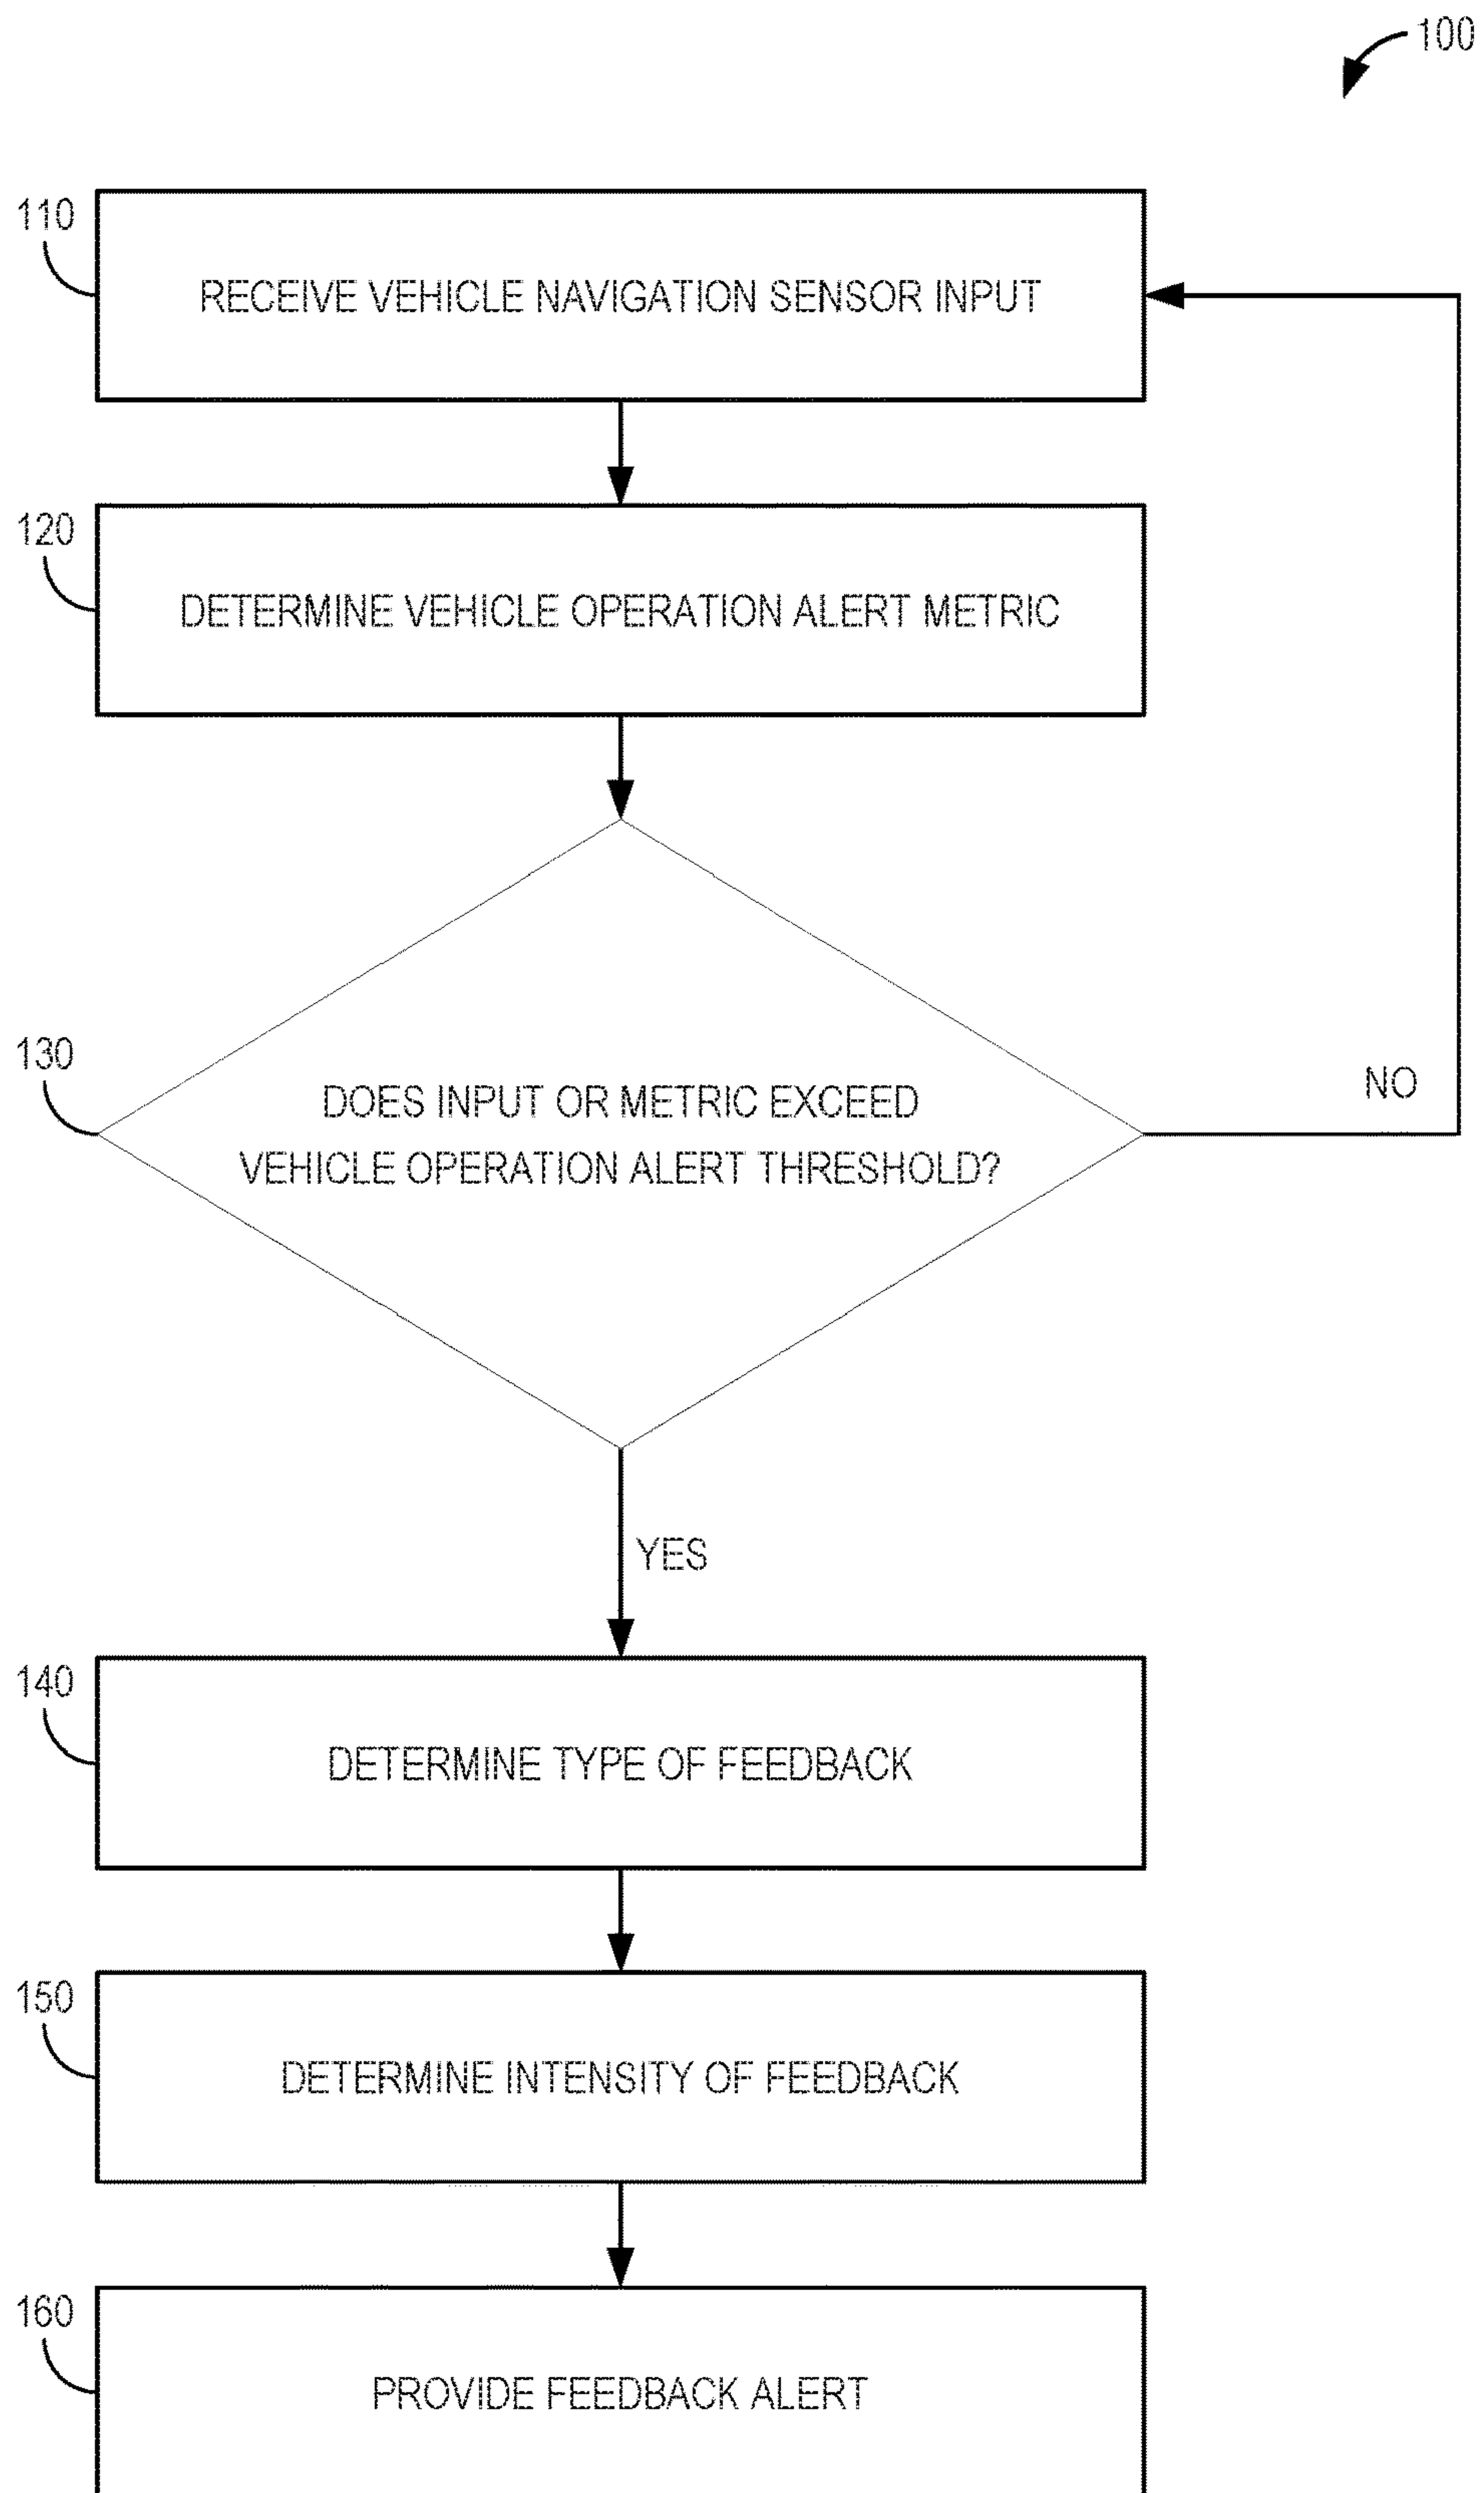 100
110
RECEIVE VEHICLE NAVIGATION SENSOR INPUT
120
DETERMINE VEHICLE OPERATION ALERT METRIC
130
DOES INPUT OR METRIC EXCEED
VEHICLE OPERATION ALERT THRESHOLD?
NO
YES
140
DETERMINE TYPE OF FEEDBACK
150
DETERMINE INTENSITY OF FEEDBACK
160
PROVIDE FEEDBACK ALERT